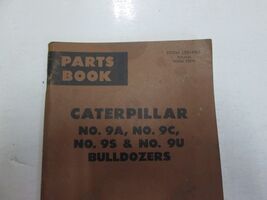 PARTS
BOOK
CATERPILLAR
NO. 9A, NO. 9C,
NO. 9S & NO. 9U
BULLDOZERS